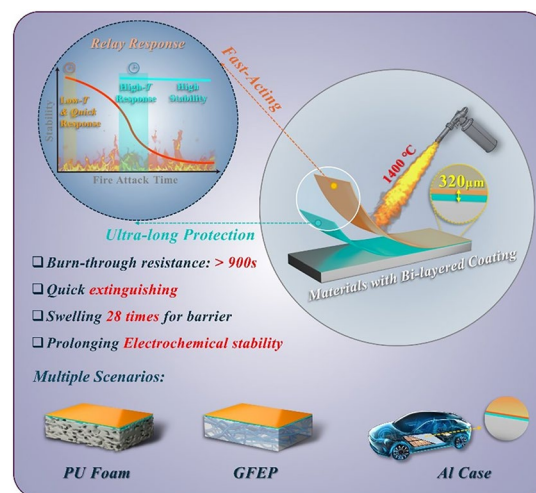 Relay Response
Low-T
& Quick
Response
High-T
Response
High
Stability
Stability
Fire Attack Time
Fast-Acting
1400 ℃
320μm
Materials with Bi-layered Coating
Ultra-long Protection
❑ Burn-through resistance: > 900s
❑ Quick extinguishing
❑ Swelling 28 times for barrier
❑ Prolonging Electrochemical stability
Multiple Scenarios:
PU Foam
GFEP
Al Case